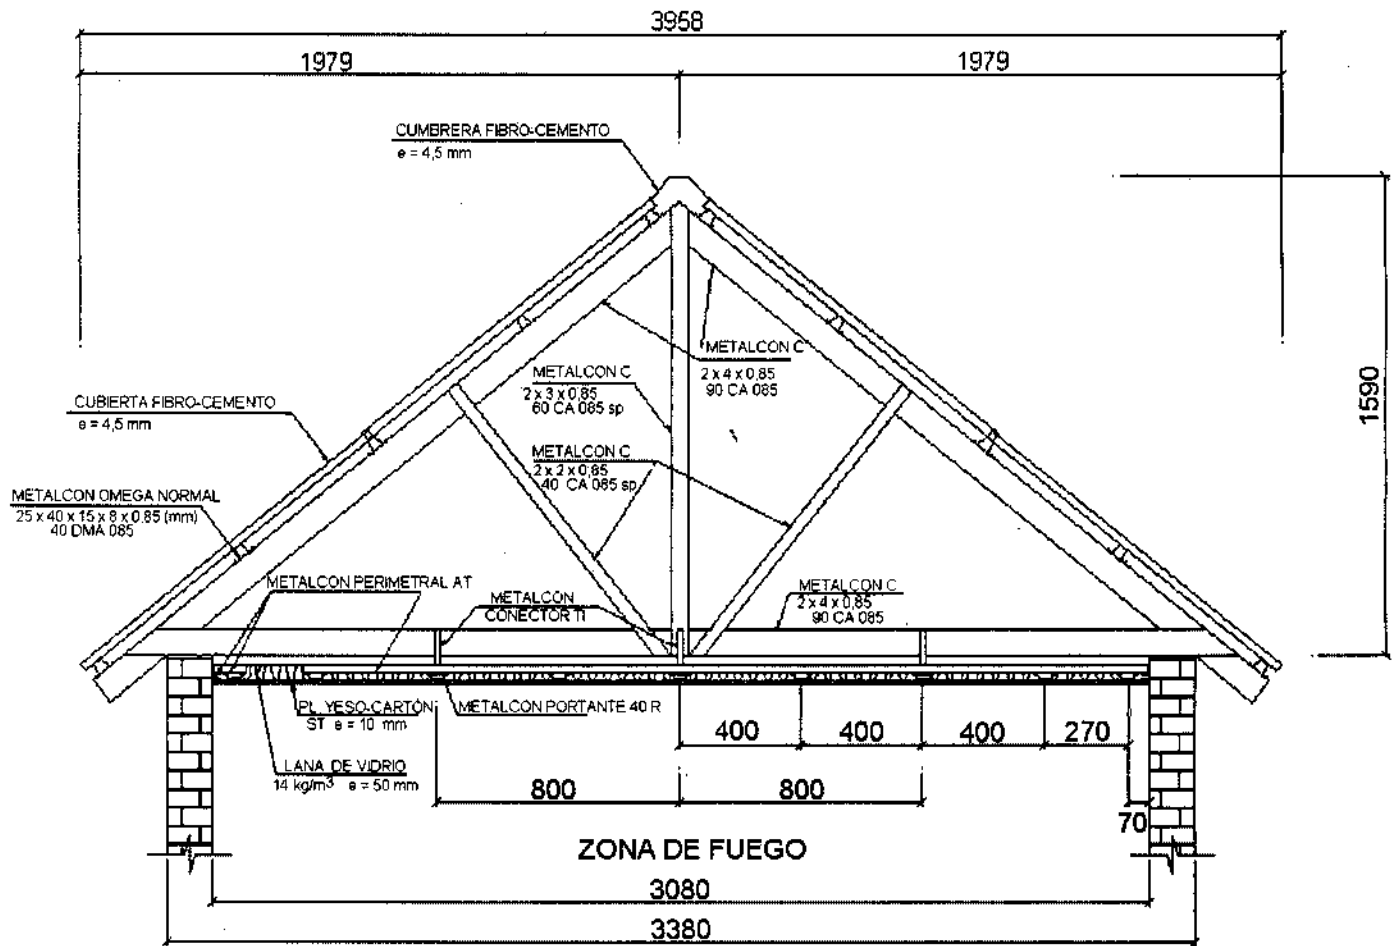 3958
1979
1979
CUMBRERA FIBRO-CEMENTO
e = 4,5 mm
METALCON C
2 x 4 x 0,85
90 CA 085
METALCON C
2 x 3 x 0,85
60 CA 085 sp
1590
CUBIERTA FIBRO-CEMENTO
e = 4,5 mm
METALCON C
2 x 2 x 0,85
40 CA 085 sp
METALCON OMEGA NORMAL
25 x 40 x 15 x 8 x 0.85 (mm)
40 DMA 085
METALCON PERIMETRAL AT
METALCON
CONECTOR TI
METALCON C
2 x 4 x 0,85
90 CA 085
PL. YESO-CARTÓN
ST e = 10 mm
METALCON PORTANTE 40 R
400
400
400
270
LANA DE VIDRIO
14 kg/m³ e = 50 mm
800
800
70
ZONA DE FUEGO
3080
3380